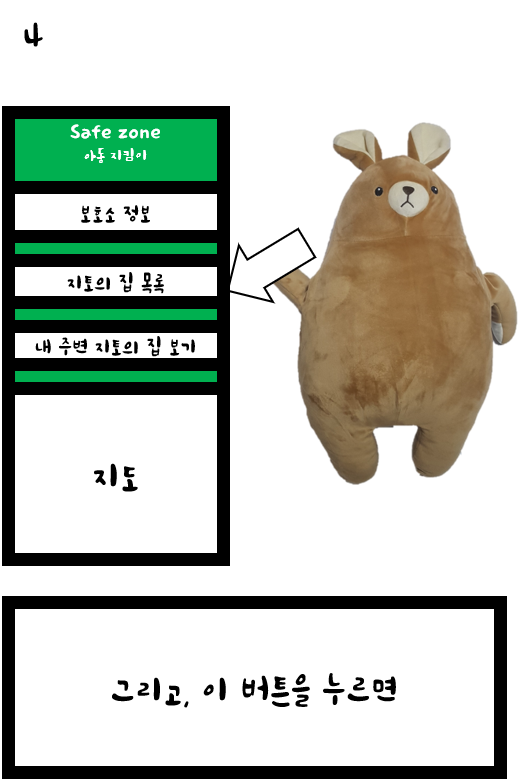 4
Safe zone
아동 지킴이
보호소 정보
지토의 집 목록
내 주변 지토의 집 보기
지도
그리고, 이 버튼을 누르면